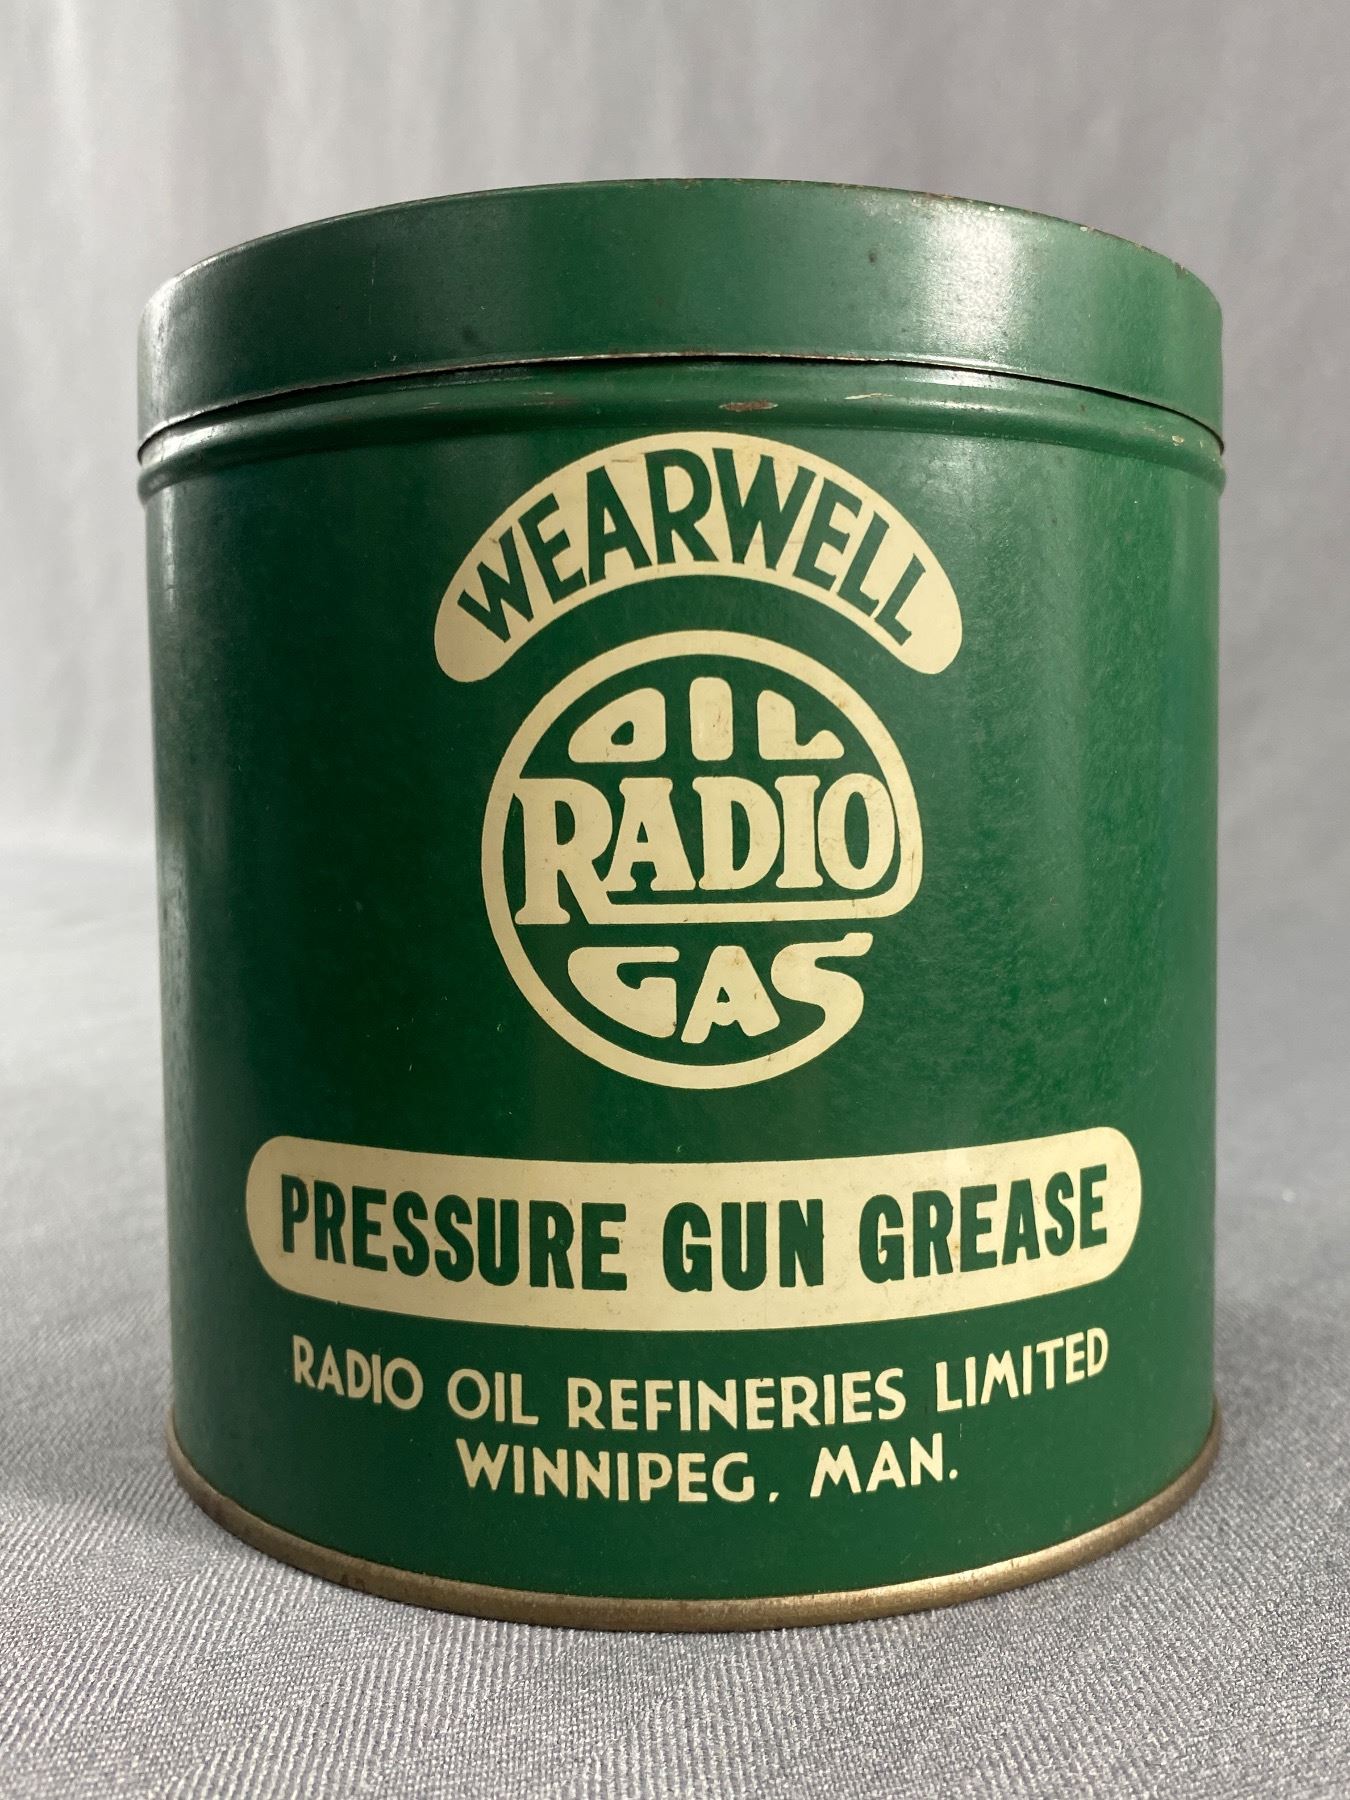 WEARWELL
OIL
RADIO
GAS
PRESSURE GUN GREASE
RADIO OIL REFINERIES LIMITED
WINNIPEG, MAN.